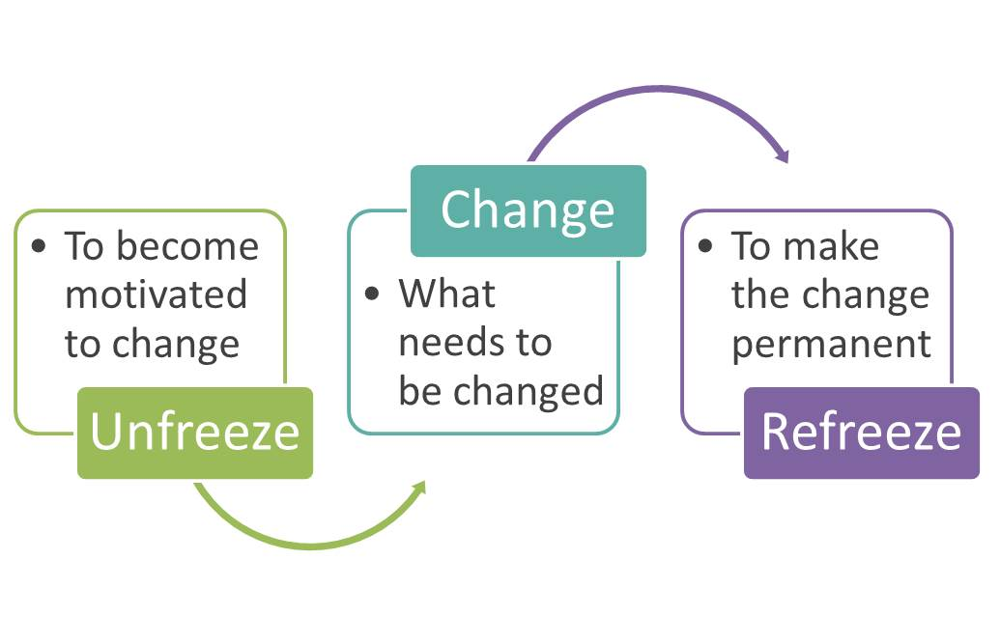 • To become
motivated
to change
Unfreeze
Change
• What
needs to
be changed
• To make
the change
permanent
Refreeze